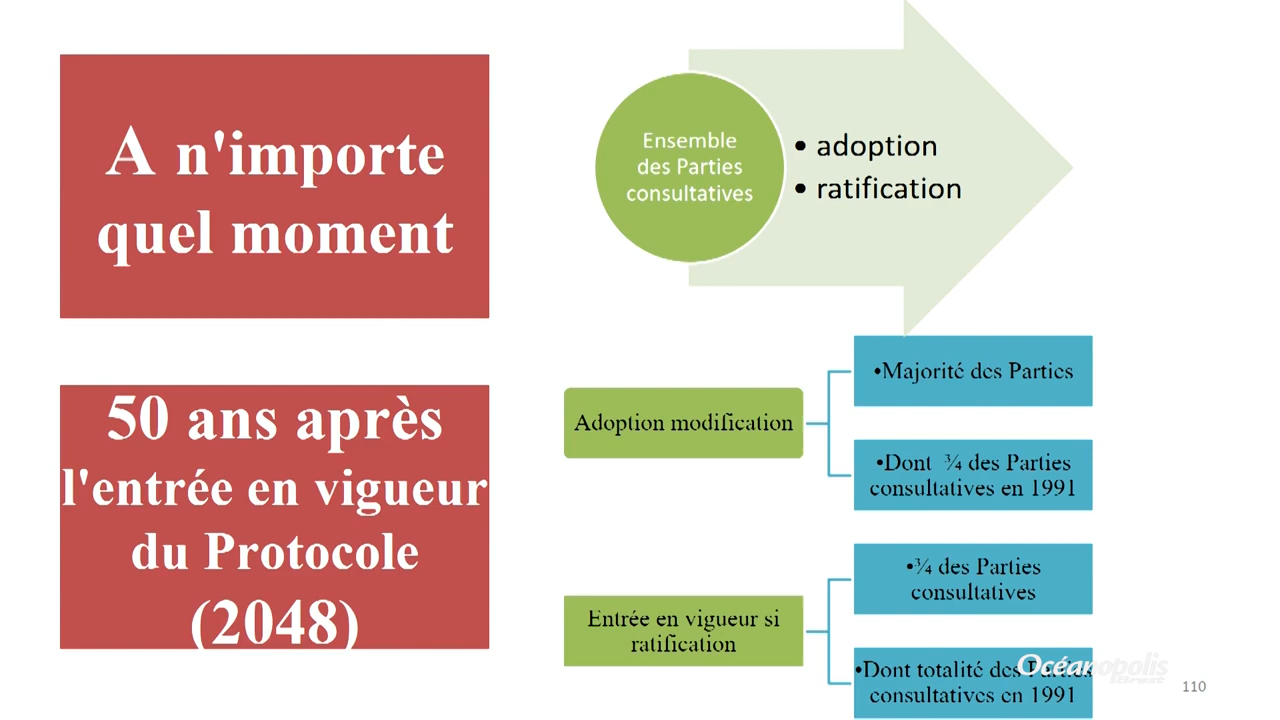 A n'importe
quel moment
Ensemble
des Parties
consultatives
• adoption
• ratification
50 ans après
l'entrée en vigueur
du Protocole
(2048)
Adoption modification
•Majorité des Parties
•Dont ¾ des Parties
consultatives en 1991
Entrée en vigueur si
ratification
•¾ des Parties
consultatives
•Dont totalité des Parties
consultatives en 1991
Océanopolis
Brest
110